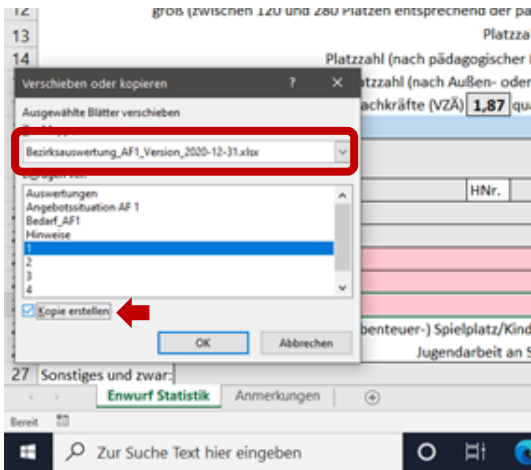 12 groß (zwischen 120 und 280 Plätzen entsprechend der pä
13 Platzza
14 Platzzahl (nach pädagogischer
Verschieben oder kopieren ? ×
tzzahl (nach Außen- oder
Ausgewählte Blätter verschieben
achkräfte (VZÄ) 1,87 qu
Bezirksauswertung_AF1_Version_2020-12-31.xlsx
Auswertungen
HNr.
Angebotssituation AF 1
Bedarf_AF1
Hinweise
1
2
3
4
Kopie erstellen
benteuer-) Spielplatz/Kind
OK Abbrechen
Jugendarbeit an S
27 Sonstiges und zwar:
Enwurf Statistik Anmerkungen
Bereit
Zur Suche Text hier eingeben